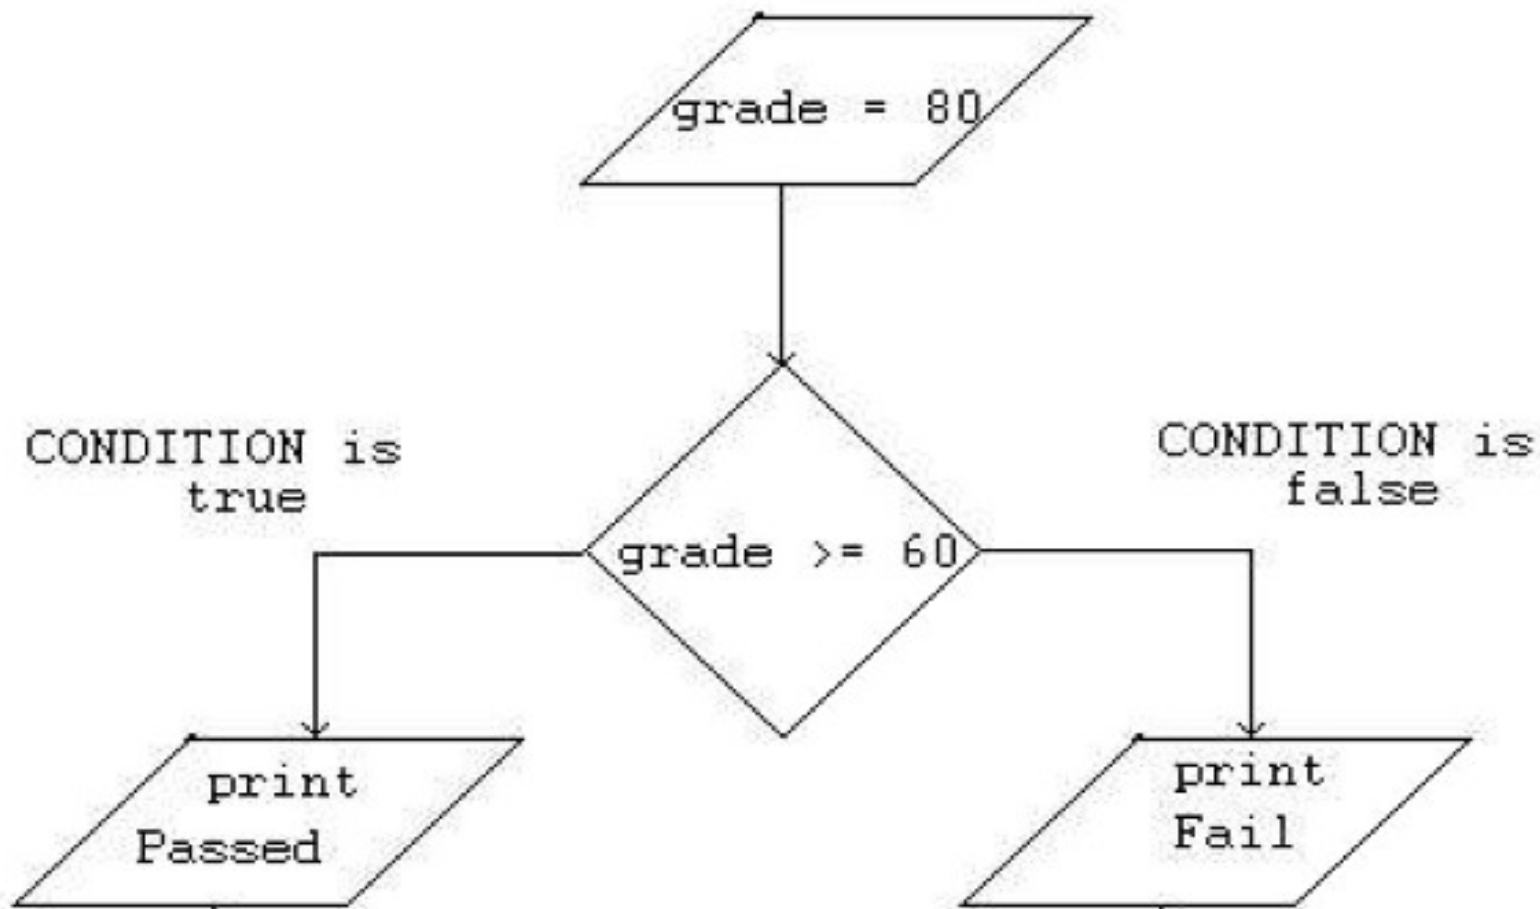 grade = 80
CONDITION is
true
CONDITION is
false
grade >= 60
print
Passed
print
Fail